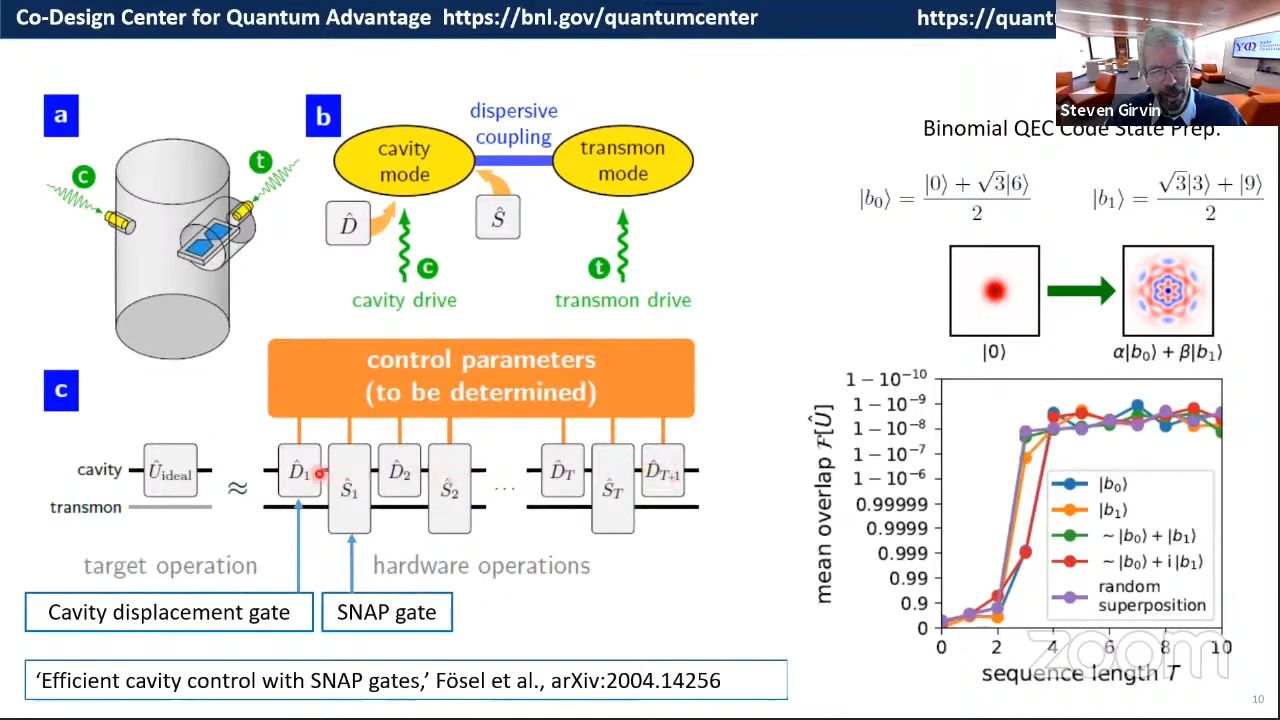 Co-Design Center for Quantum Advantage https://bnl.gov/quantumcenter
https://quant
Steven Girvin
a
c
t
b
cavity
mode
dispersive
coupling
transmon
mode
D̂
Ŝ
c
t
cavity drive
transmon drive
Binomial QEC Code State Prep.
|b₀⟩ = (|0⟩ + √3|6⟩)/2
|b₁⟩ = (√3|3⟩ + |9⟩)/2
|0⟩
α|b₀⟩ + β|b₁⟩
c
control parameters
(to be determined)
cavity
transmon
Û_ideal
≈
D̂₁
Ŝ₁
D̂₂
Ŝ₂
...
D̂_T
Ŝ_T
D̂_T+1
target operation
hardware operations
Cavity displacement gate
SNAP gate
'Efficient cavity control with SNAP gates,' Fösel et al., arXiv:2004.14256
mean overlap F[Û]
1 − 10⁻¹⁰
1 − 10⁻⁹
1 − 10⁻⁸
1 − 10⁻⁷
1 − 10⁻⁶
0.99999
0.9999
0.999
0.99
0.9
0
|b₀⟩
|b₁⟩
~ |b₀⟩ + |b₁⟩
~ |b₀⟩ + i |b₁⟩
random
superposition
0 2 4 6 8 10
sequence length T
zoom
10